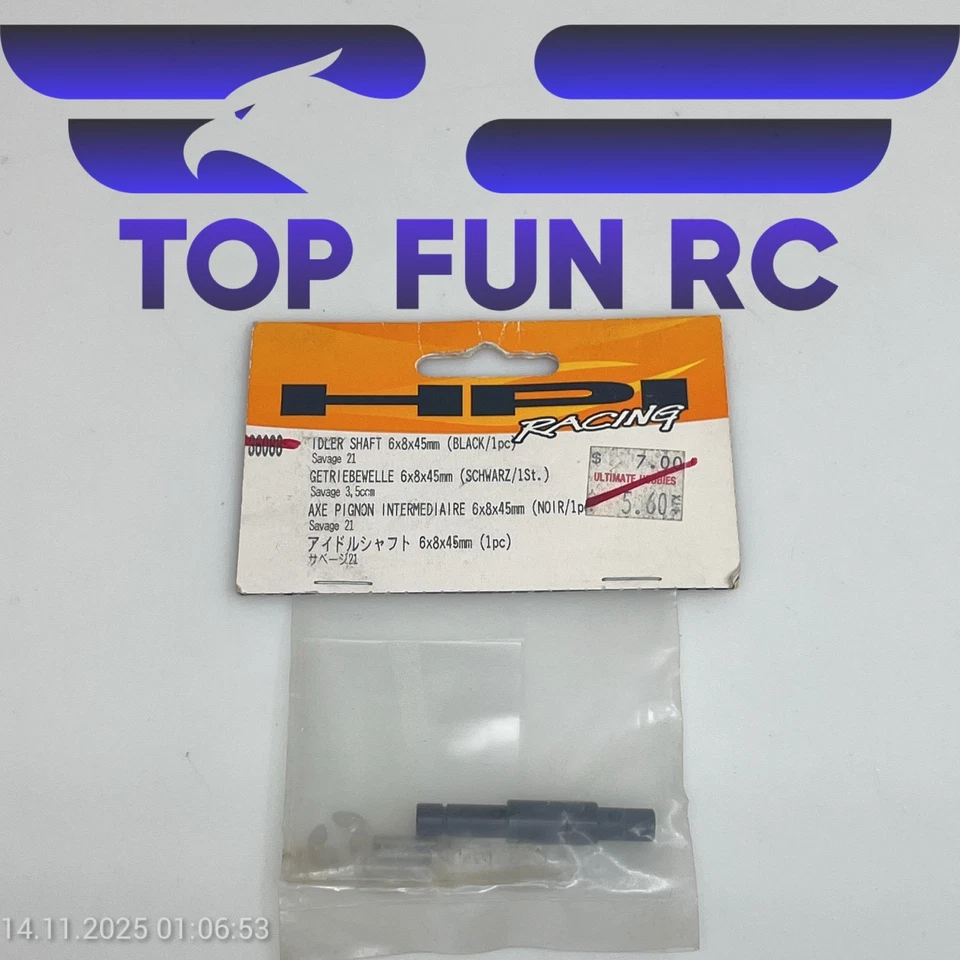 TOP FUN RC
HPI
RACING
IDLER SHAFT 6x8x45mm (BLACK/1pc)
Savage 21
GETRIEBEWELLE 6x8x45mm (SCHWARZ/1St.)
Savage 3,5ccm
AXE PIGNON INTERMEDIAIRE 6x8x45mm (NOIR/1p
Savage 21
アイドルシャフト 6x8x45mm (1pc)
サベージ21
$ 7.00
ULTIMATE HOBBIES
5.60
14.11.2025 01:06:53